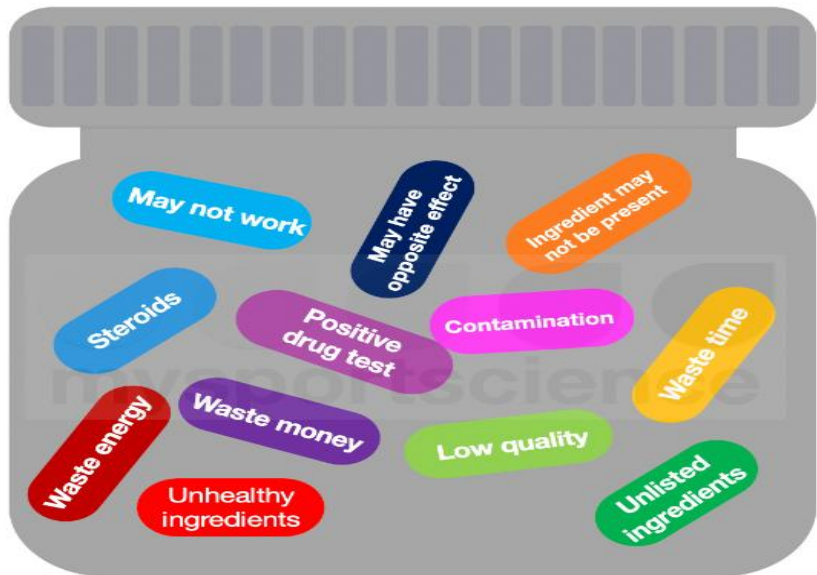 May not work
May have
opposite effect
Ingredient may
not be present
Steroids
Positive
drug test
Contamination
Waste time
mysportscience
Waste energy
Waste money
Low quality
Unlisted
ingredients
Unhealthy
ingredients